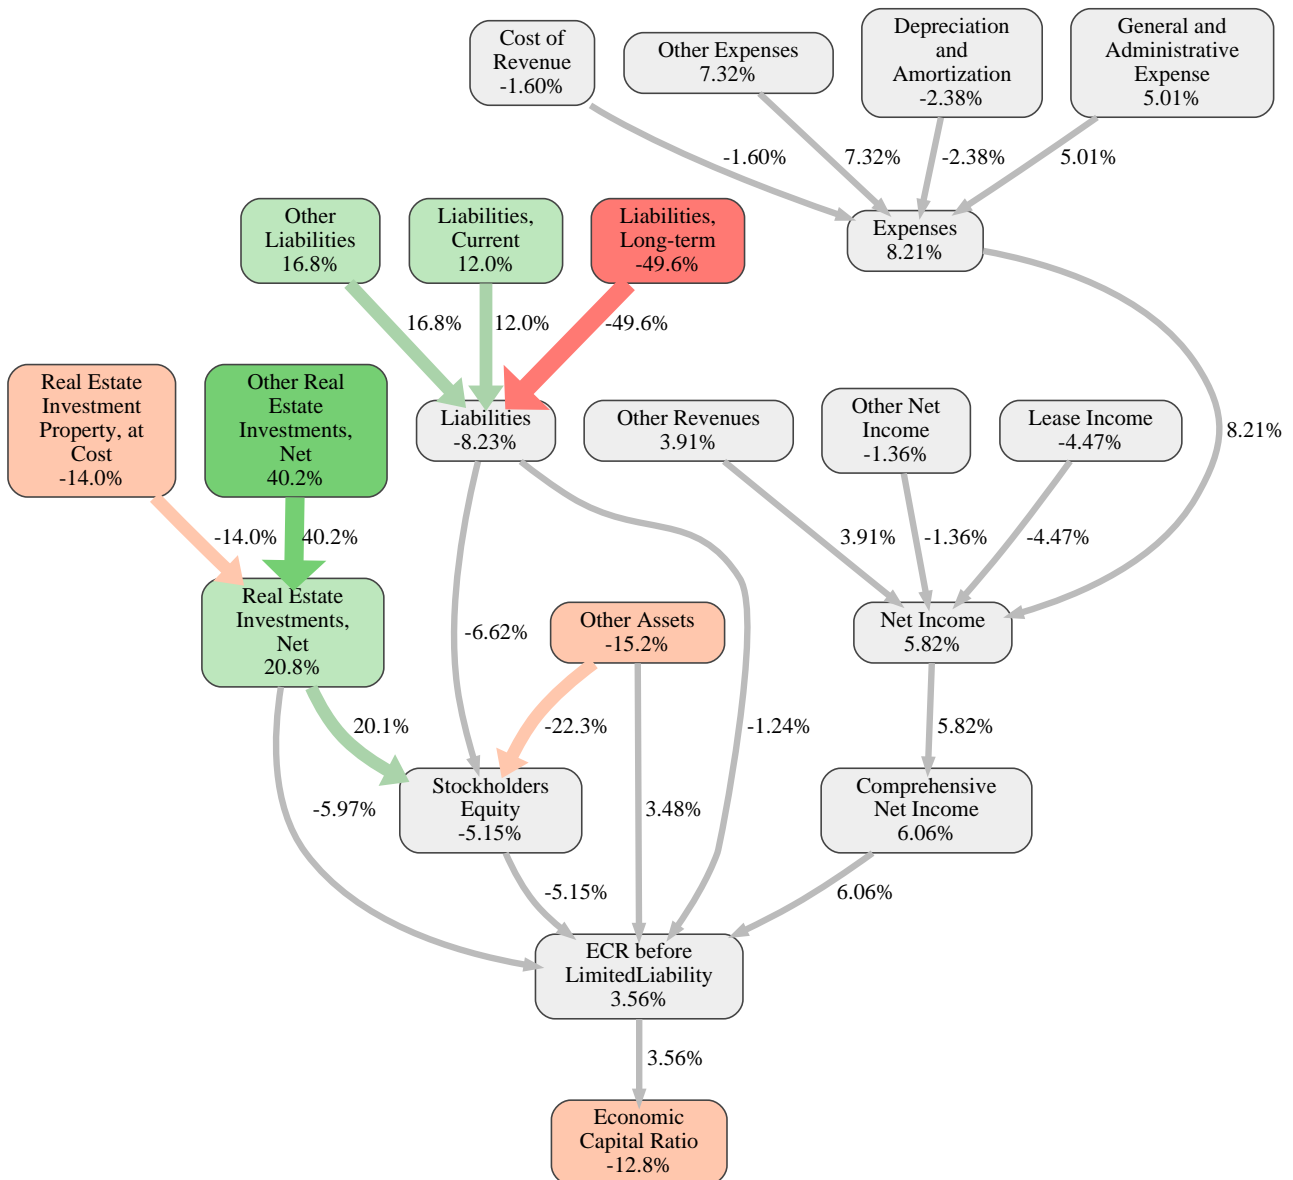 Cost of
Revenue
-1.60%
Other Expenses
7.32%
Depreciation
and
Amortization
-2.38%
General and
Administrative
Expense
5.01%
-1.60%
7.32%
-2.38%
5.01%
Other
Liabilities
16.8%
Liabilities,
Current
12.0%
Liabilities,
Long-term
-49.6%
Expenses
8.21%
16.8%
12.0%
-49.6%
Real Estate
Investment
Property, at
Cost
-14.0%
Other Real
Estate
Investments,
Net
40.2%
Liabilities
-8.23%
Other Revenues
3.91%
Other Net
Income
-1.36%
Lease Income
-4.47%
8.21%
-14.0%
40.2%
3.91%
-1.36%
-4.47%
Real Estate
Investments,
Net
20.8%
-6.62%
Other Assets
-15.2%
Net Income
5.82%
20.1%
-22.3%
-1.24%
5.82%
-5.97%
Stockholders
Equity
-5.15%
3.48%
Comprehensive
Net Income
6.06%
-5.15%
6.06%
ECR before
LimitedLiability
3.56%
3.56%
Economic
Capital Ratio
-12.8%